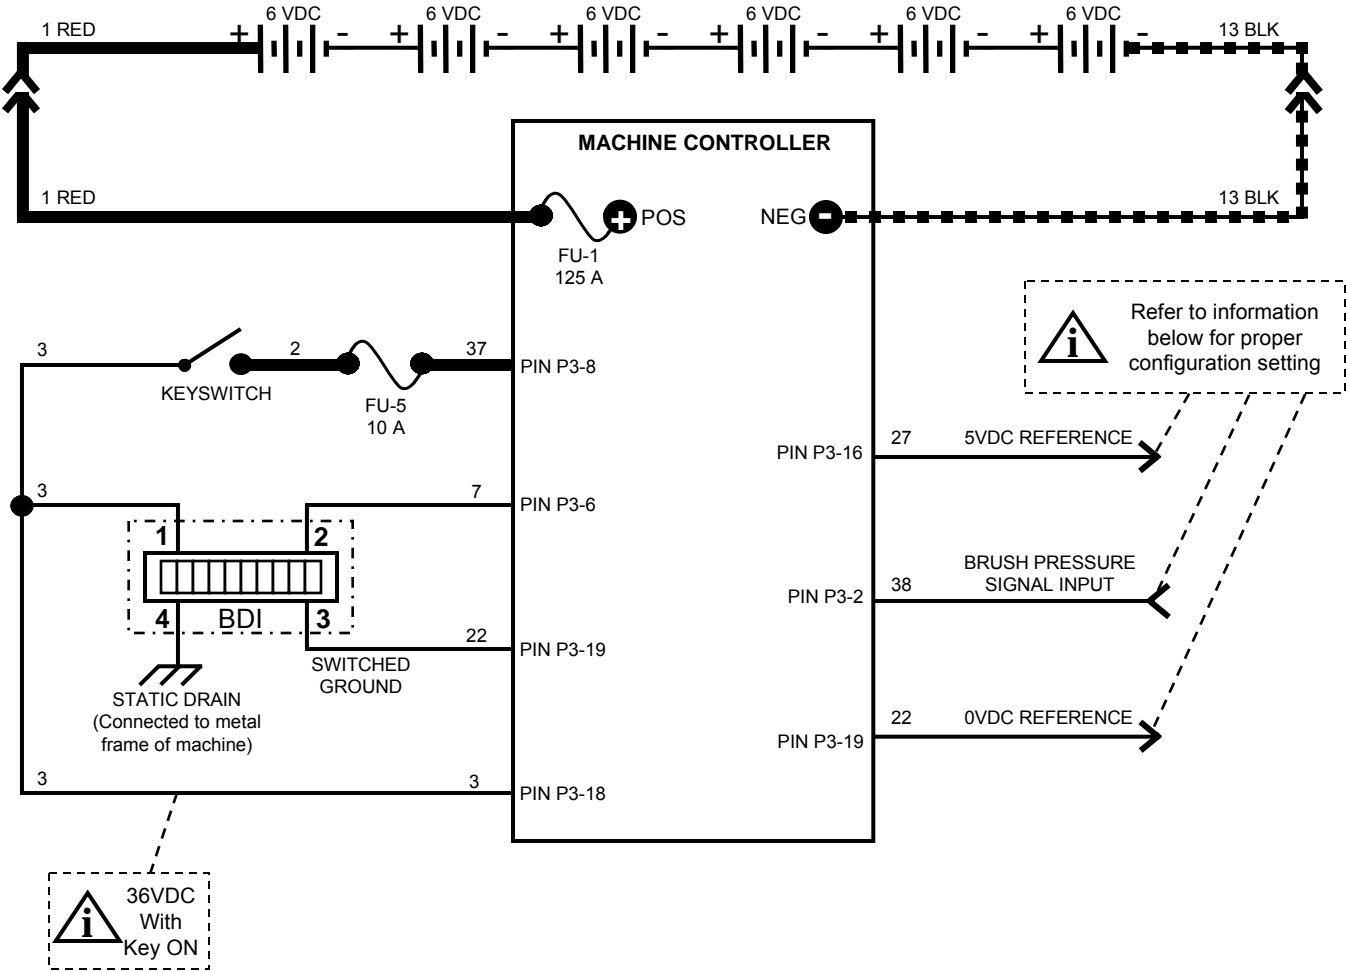 6 VDC 6 VDC 6 VDC 6 VDC 6 VDC 6 VDC
1 RED
+ - + - + - + - + - + -
13 BLK
MACHINE CONTROLLER
1 RED
+ POS
NEG -
13 BLK
FU-1
125 A
i
Refer to information
below for proper
configuration setting
3
2
37
PIN P3-8
KEYSWITCH
FU-5
10 A
PIN P3-16
27
5VDC REFERENCE
3
7
PIN P3-6
1
2
BRUSH PRESSURE
SIGNAL INPUT
PIN P3-2
38
4
BDI
3
22
PIN P3-19
SWITCHED
GROUND
STATIC DRAIN
(Connected to metal
frame of machine)
22
0VDC REFERENCE
PIN P3-19
3
3
PIN P3-18
i
36VDC
With
Key ON